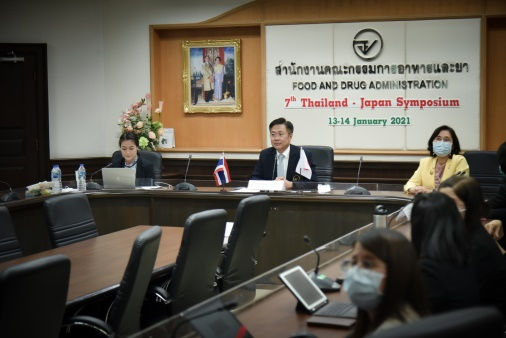 สำนักงานคณะกรรมการอาหารและยา
FOOD AND DRUG ADMINISTRATION
7th Thailand - Japan Symposium
13-14 January 2021